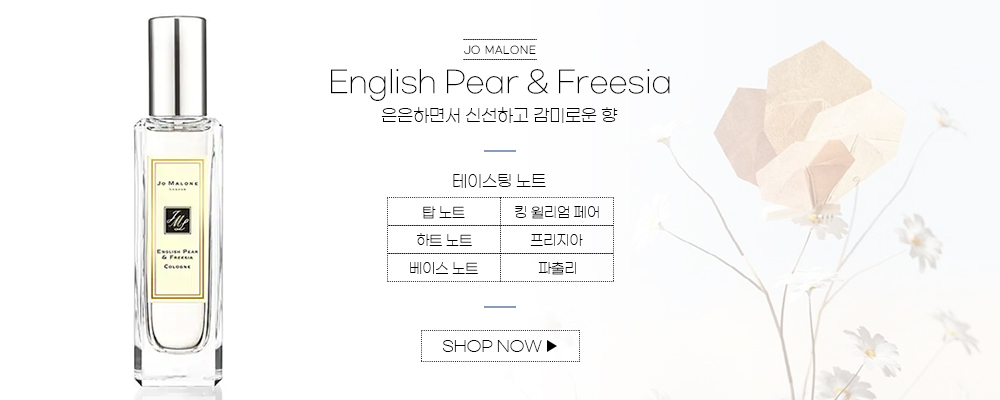 JO MALONE
LONDON
JML
ENGLISH PEAR
& FREESIA
COLOGNE
JO MALONE
English Pear & Freesia
은은하면서 신선하고 감미로운 향
테이스팅 노트
탑 노트 킹 윌리엄 페어
하트 노트 프리지아
베이스 노트 파출리
SHOP NOW ▶